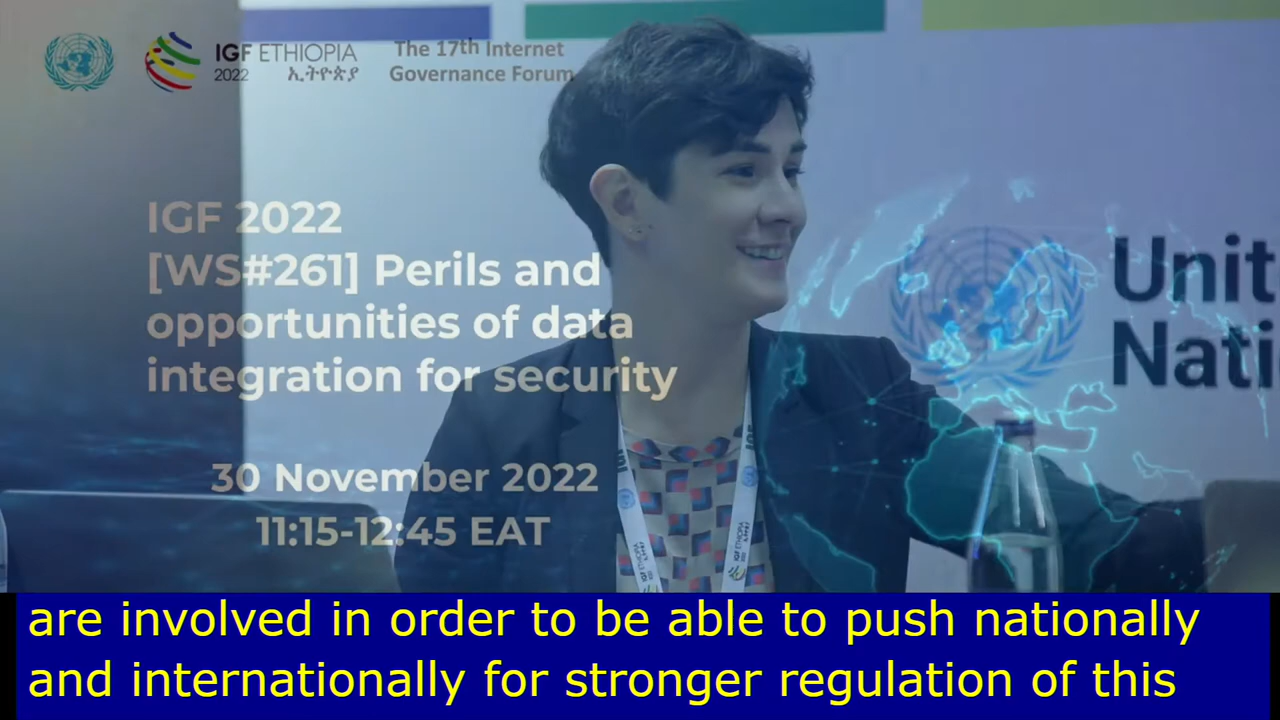 IGF ETHIOPIA
2022 ኢትዮጵያ
The 17th Internet
Governance Forum
IGF 2022
[WS#261] Perils and
opportunities of data
integration for security
30 November 2022
11:15-12:45 EAT
Unit
Nati
are involved in order to be able to push nationally
and internationally for stronger regulation of this